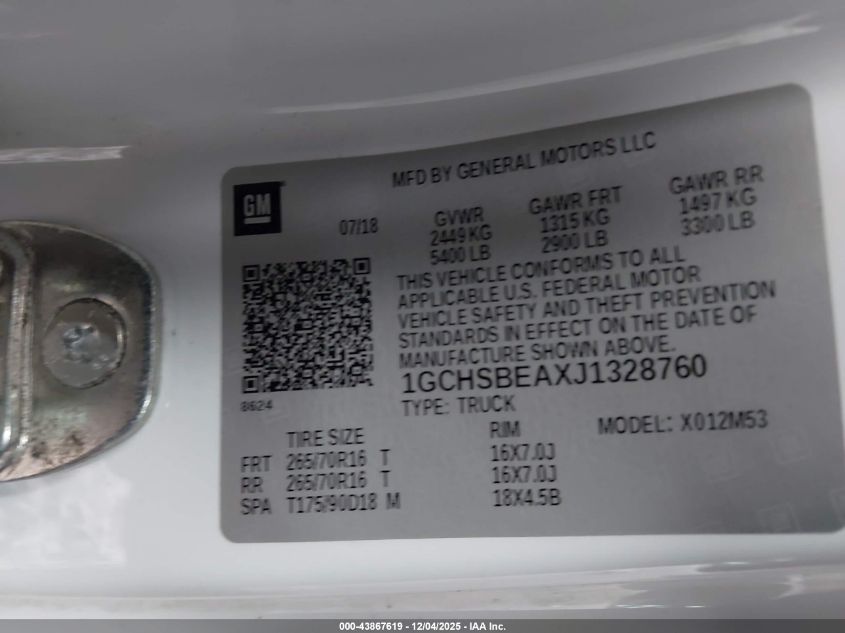 MFD BY GENERAL MOTORS LLC
GM
07/18
GVWR GAWR FRT GAWR RR
2449 KG 1315 KG 1497 KG
5400 LB 2900 LB 3300 LB
THIS VEHICLE CONFORMS TO ALL
APPLICABLE U.S. FEDERAL MOTOR
VEHICLE SAFETY AND THEFT PREVENTION
STANDARDS IN EFFECT ON THE DATE OF
MANUFACTURE SHOWN ABOVE.
1GCHSBEAXJ1328760
8624
TYPE: TRUCK
MODEL: X012M53
TIRE SIZE RIM
FRT 265/70R16 T 16X7.0J
RR 265/70R16 T 16X7.0J
SPA T175/90D18 M 18X4.5B
000-43867619 - 12/04/2025 - IAA Inc.